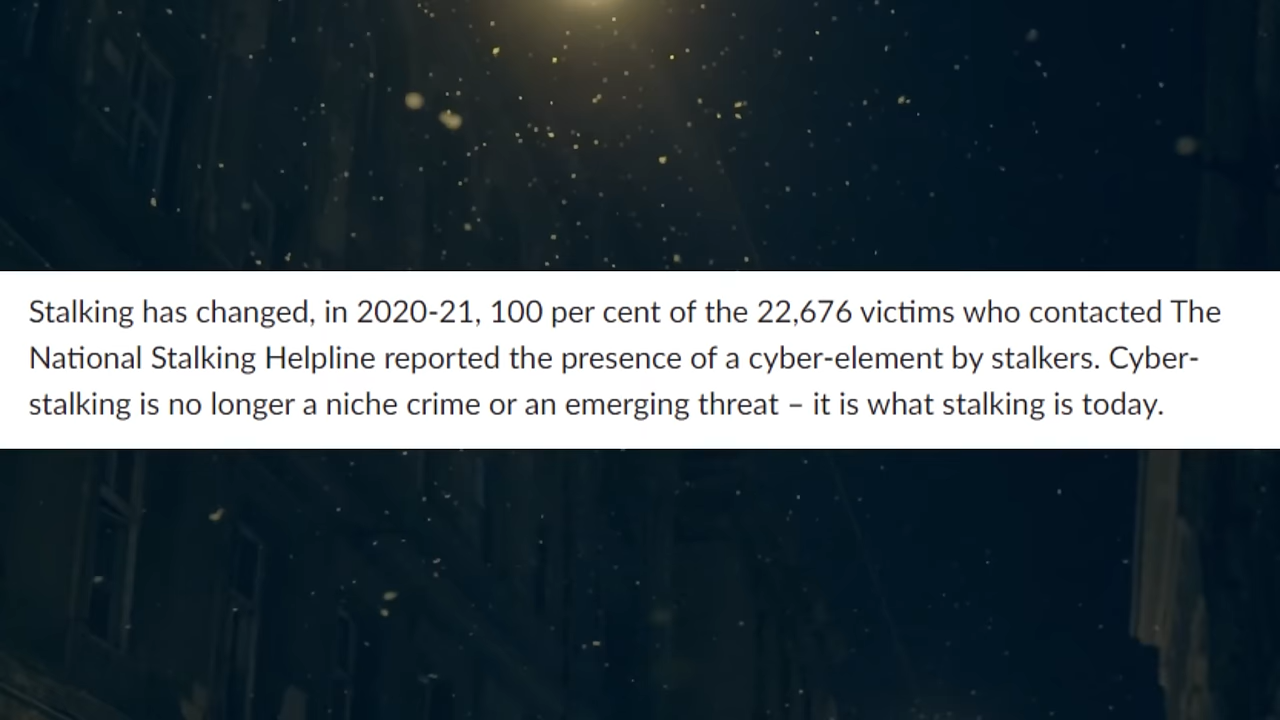 Stalking has changed, in 2020-21, 100 per cent of the 22,676 victims who contacted The
National Stalking Helpline reported the presence of a cyber-element by stalkers. Cyber-
stalking is no longer a niche crime or an emerging threat – it is what stalking is today.